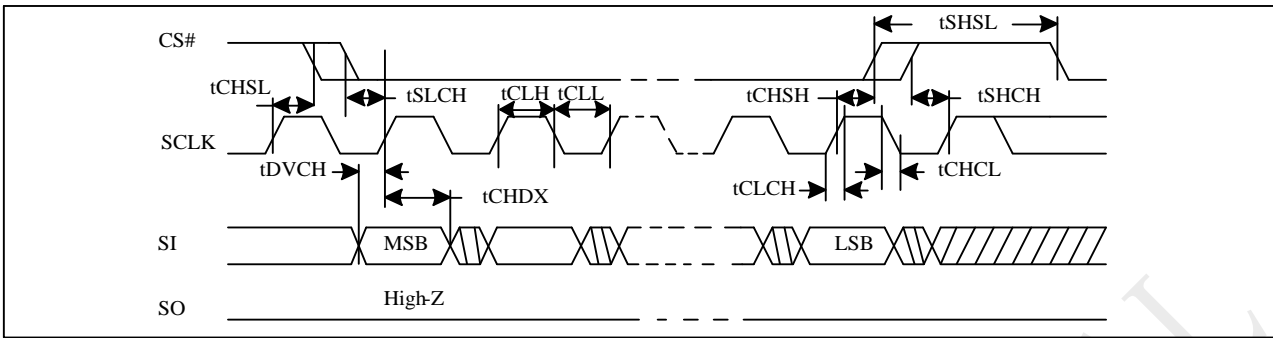 tSHSL
CS#
tCHSL
tSLCH
tCLH
tCLL
tCHSH
tSHCH
SCLK
tDVCH
tCHDX
tCLCH
tCHCL
SI
MSB
LSB
SO
High-Z